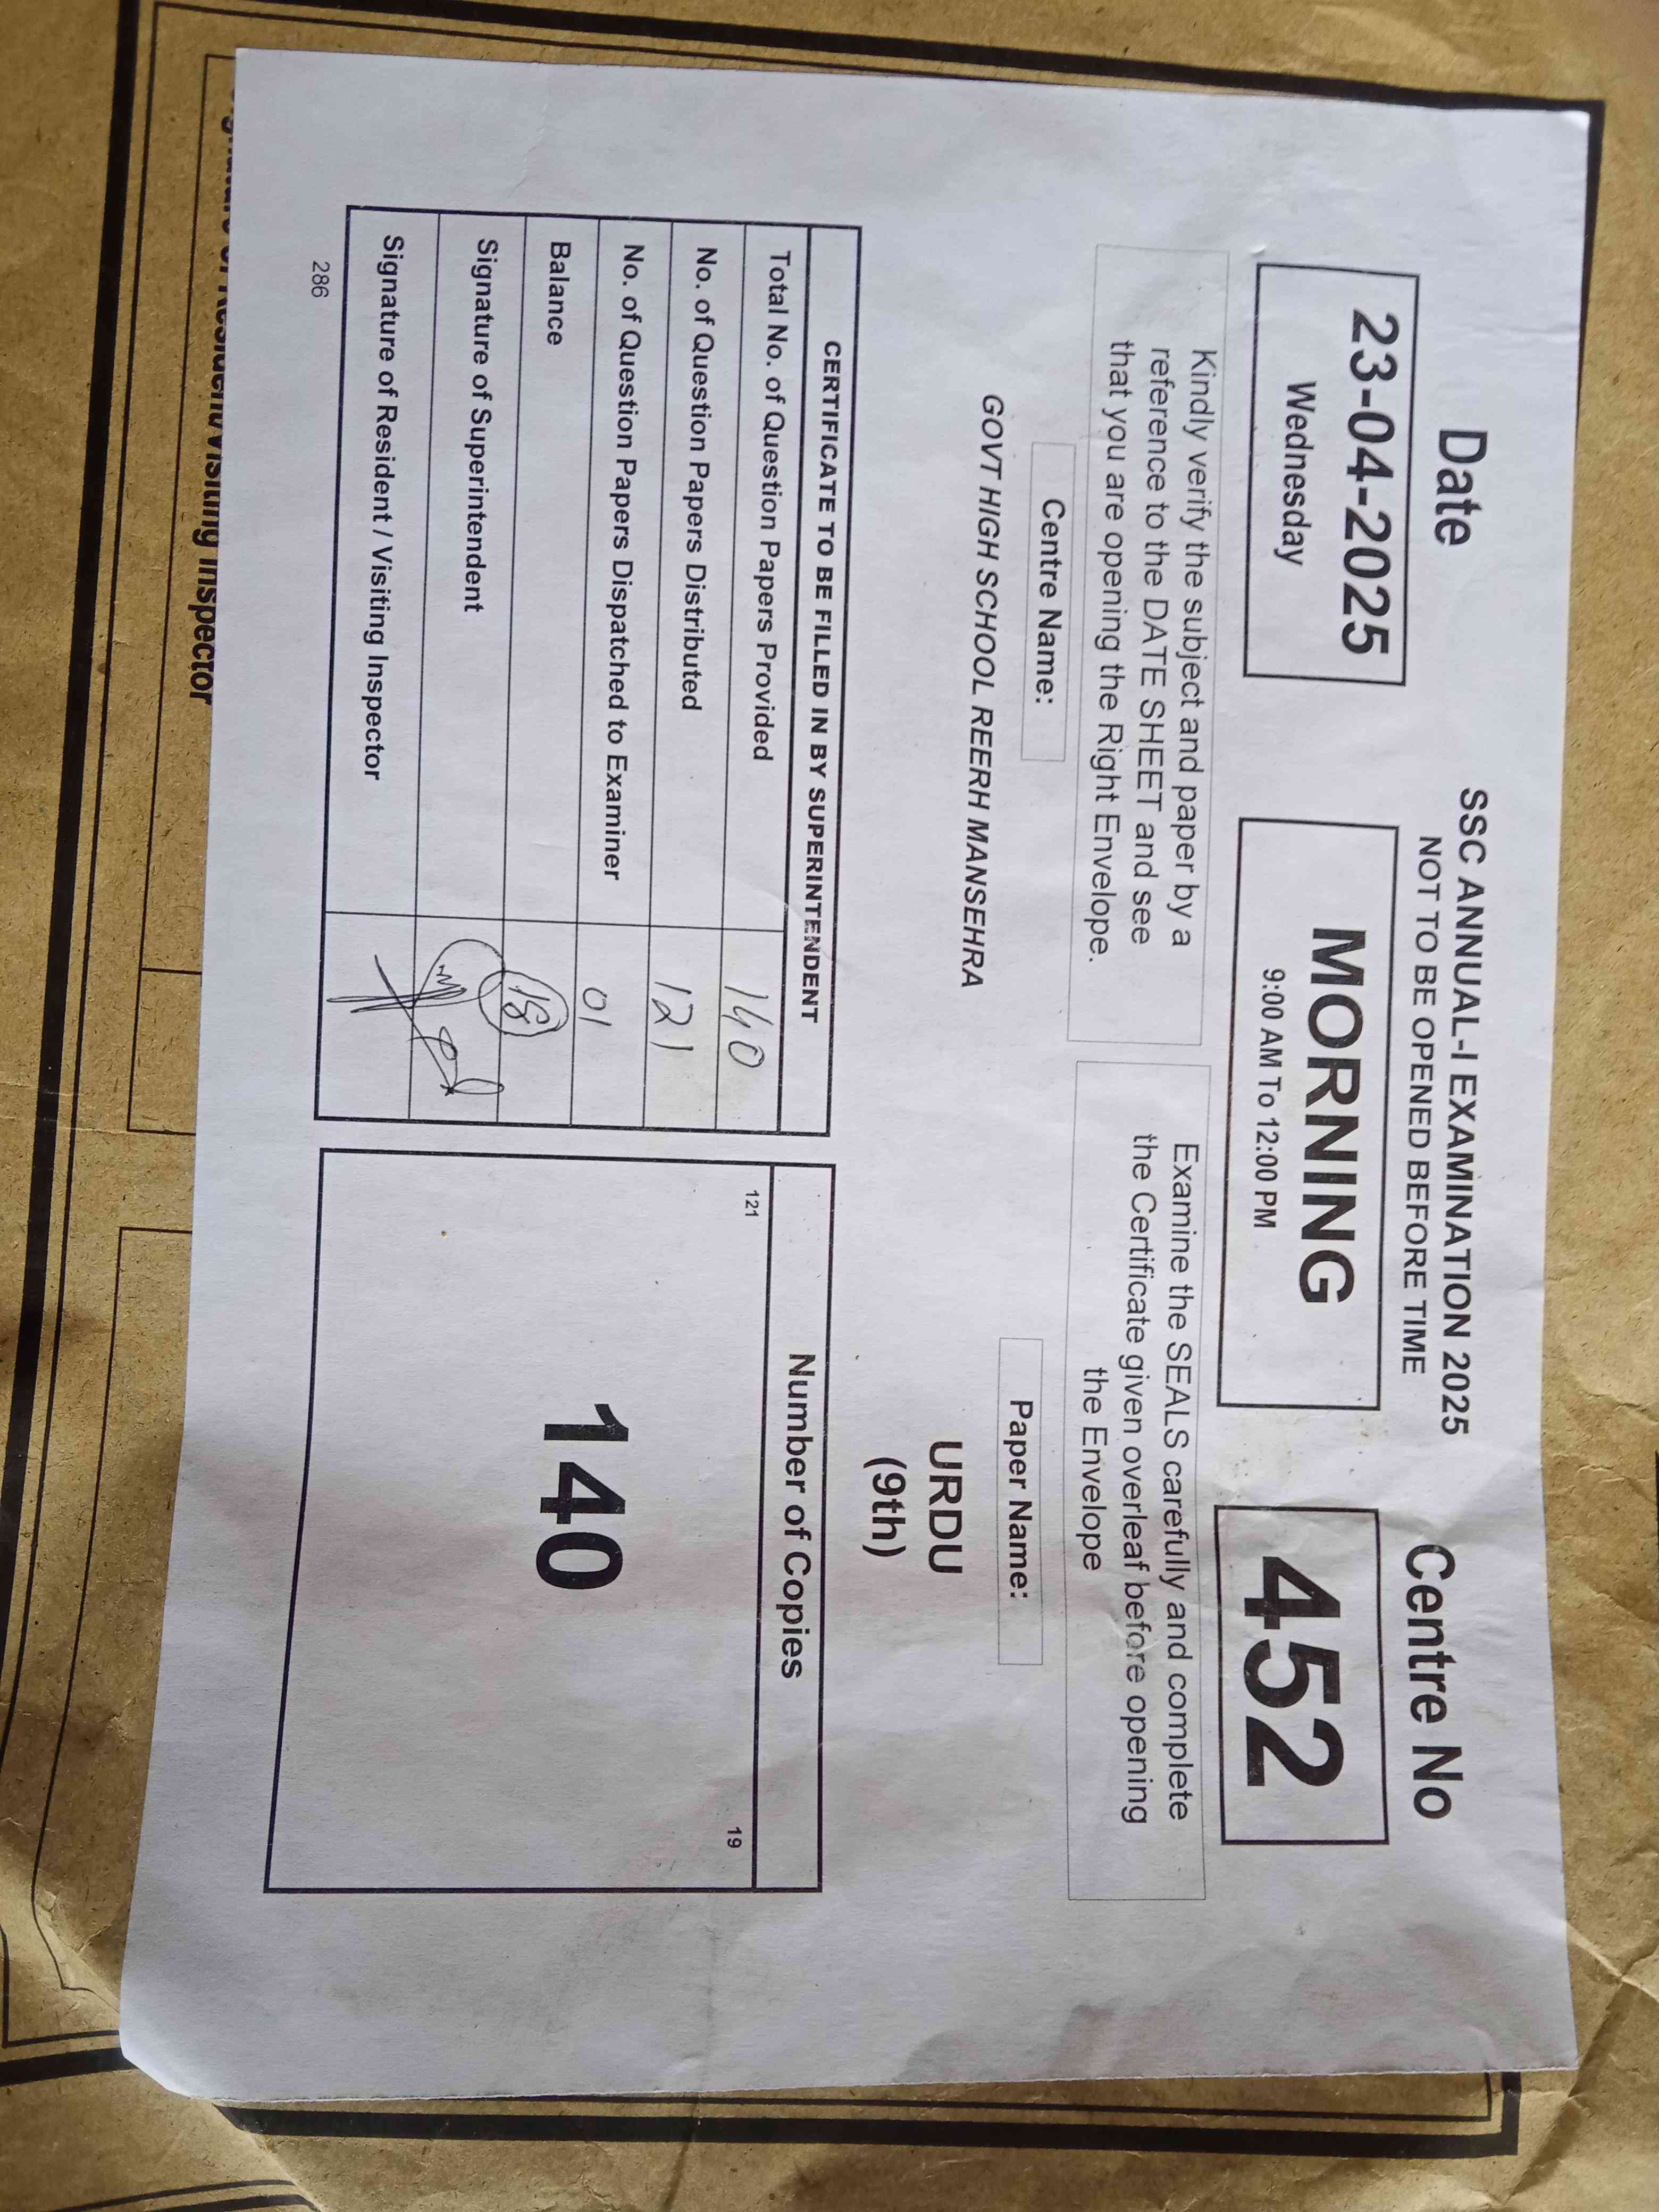 SSC ANNUAL-I EXAMINATION 2025
NOT TO BE OPENED BEFORE TIME
Date
Centre No
23-04-2025
Wednesday
MORNING
9:00 AM To 12:00 PM
452
Kindly verify the subject and paper by a
reference to the DATE SHEET and see
that you are opening the Right Envelope.
Examine the SEALS carefully and complete
the Certificate given overleaf before opening
the Envelope
Centre Name:
GOVT HIGH SCHOOL REERH MANSEHRA
Paper Name:
URDU
(9th)
CERTIFICATE TO BE FILLED IN BY SUPERINTENDENT
Total No. of Question Papers Provided 140
No. of Question Papers Distributed 121
No. of Question Papers Dispatched to Examiner 01
Balance 18
Signature of Superintendent
Signature of Resident / Visiting Inspector
286
Number of Copies
121 19
140
Signature of Resident/Visiting Inspector